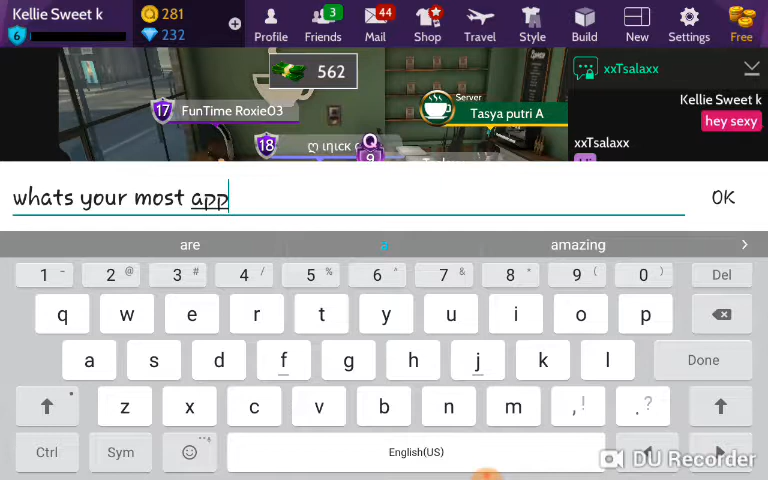 Kellie Sweet k
6
281
232
Profile
3
Friends
44
Mail
Shop
Travel
Style
Build
New
Settings
Free
562
17 FunTime Roxie03
18
Q
9
Server
Tasya putri A
xxTsalaxx
Kellie Sweet k
hey sexy
xxTsalaxx
whats your most app
OK
are a amazing
1 - 2 @ 3 # 4 / 5 % 6 ^ 7 & 8 * 9 ( 0 ) Del
q w e r t y u i o p
a s d f g h j k l Done
z x c v b n m , ! . ?
Ctrl Sym English(US)
DU Recorder